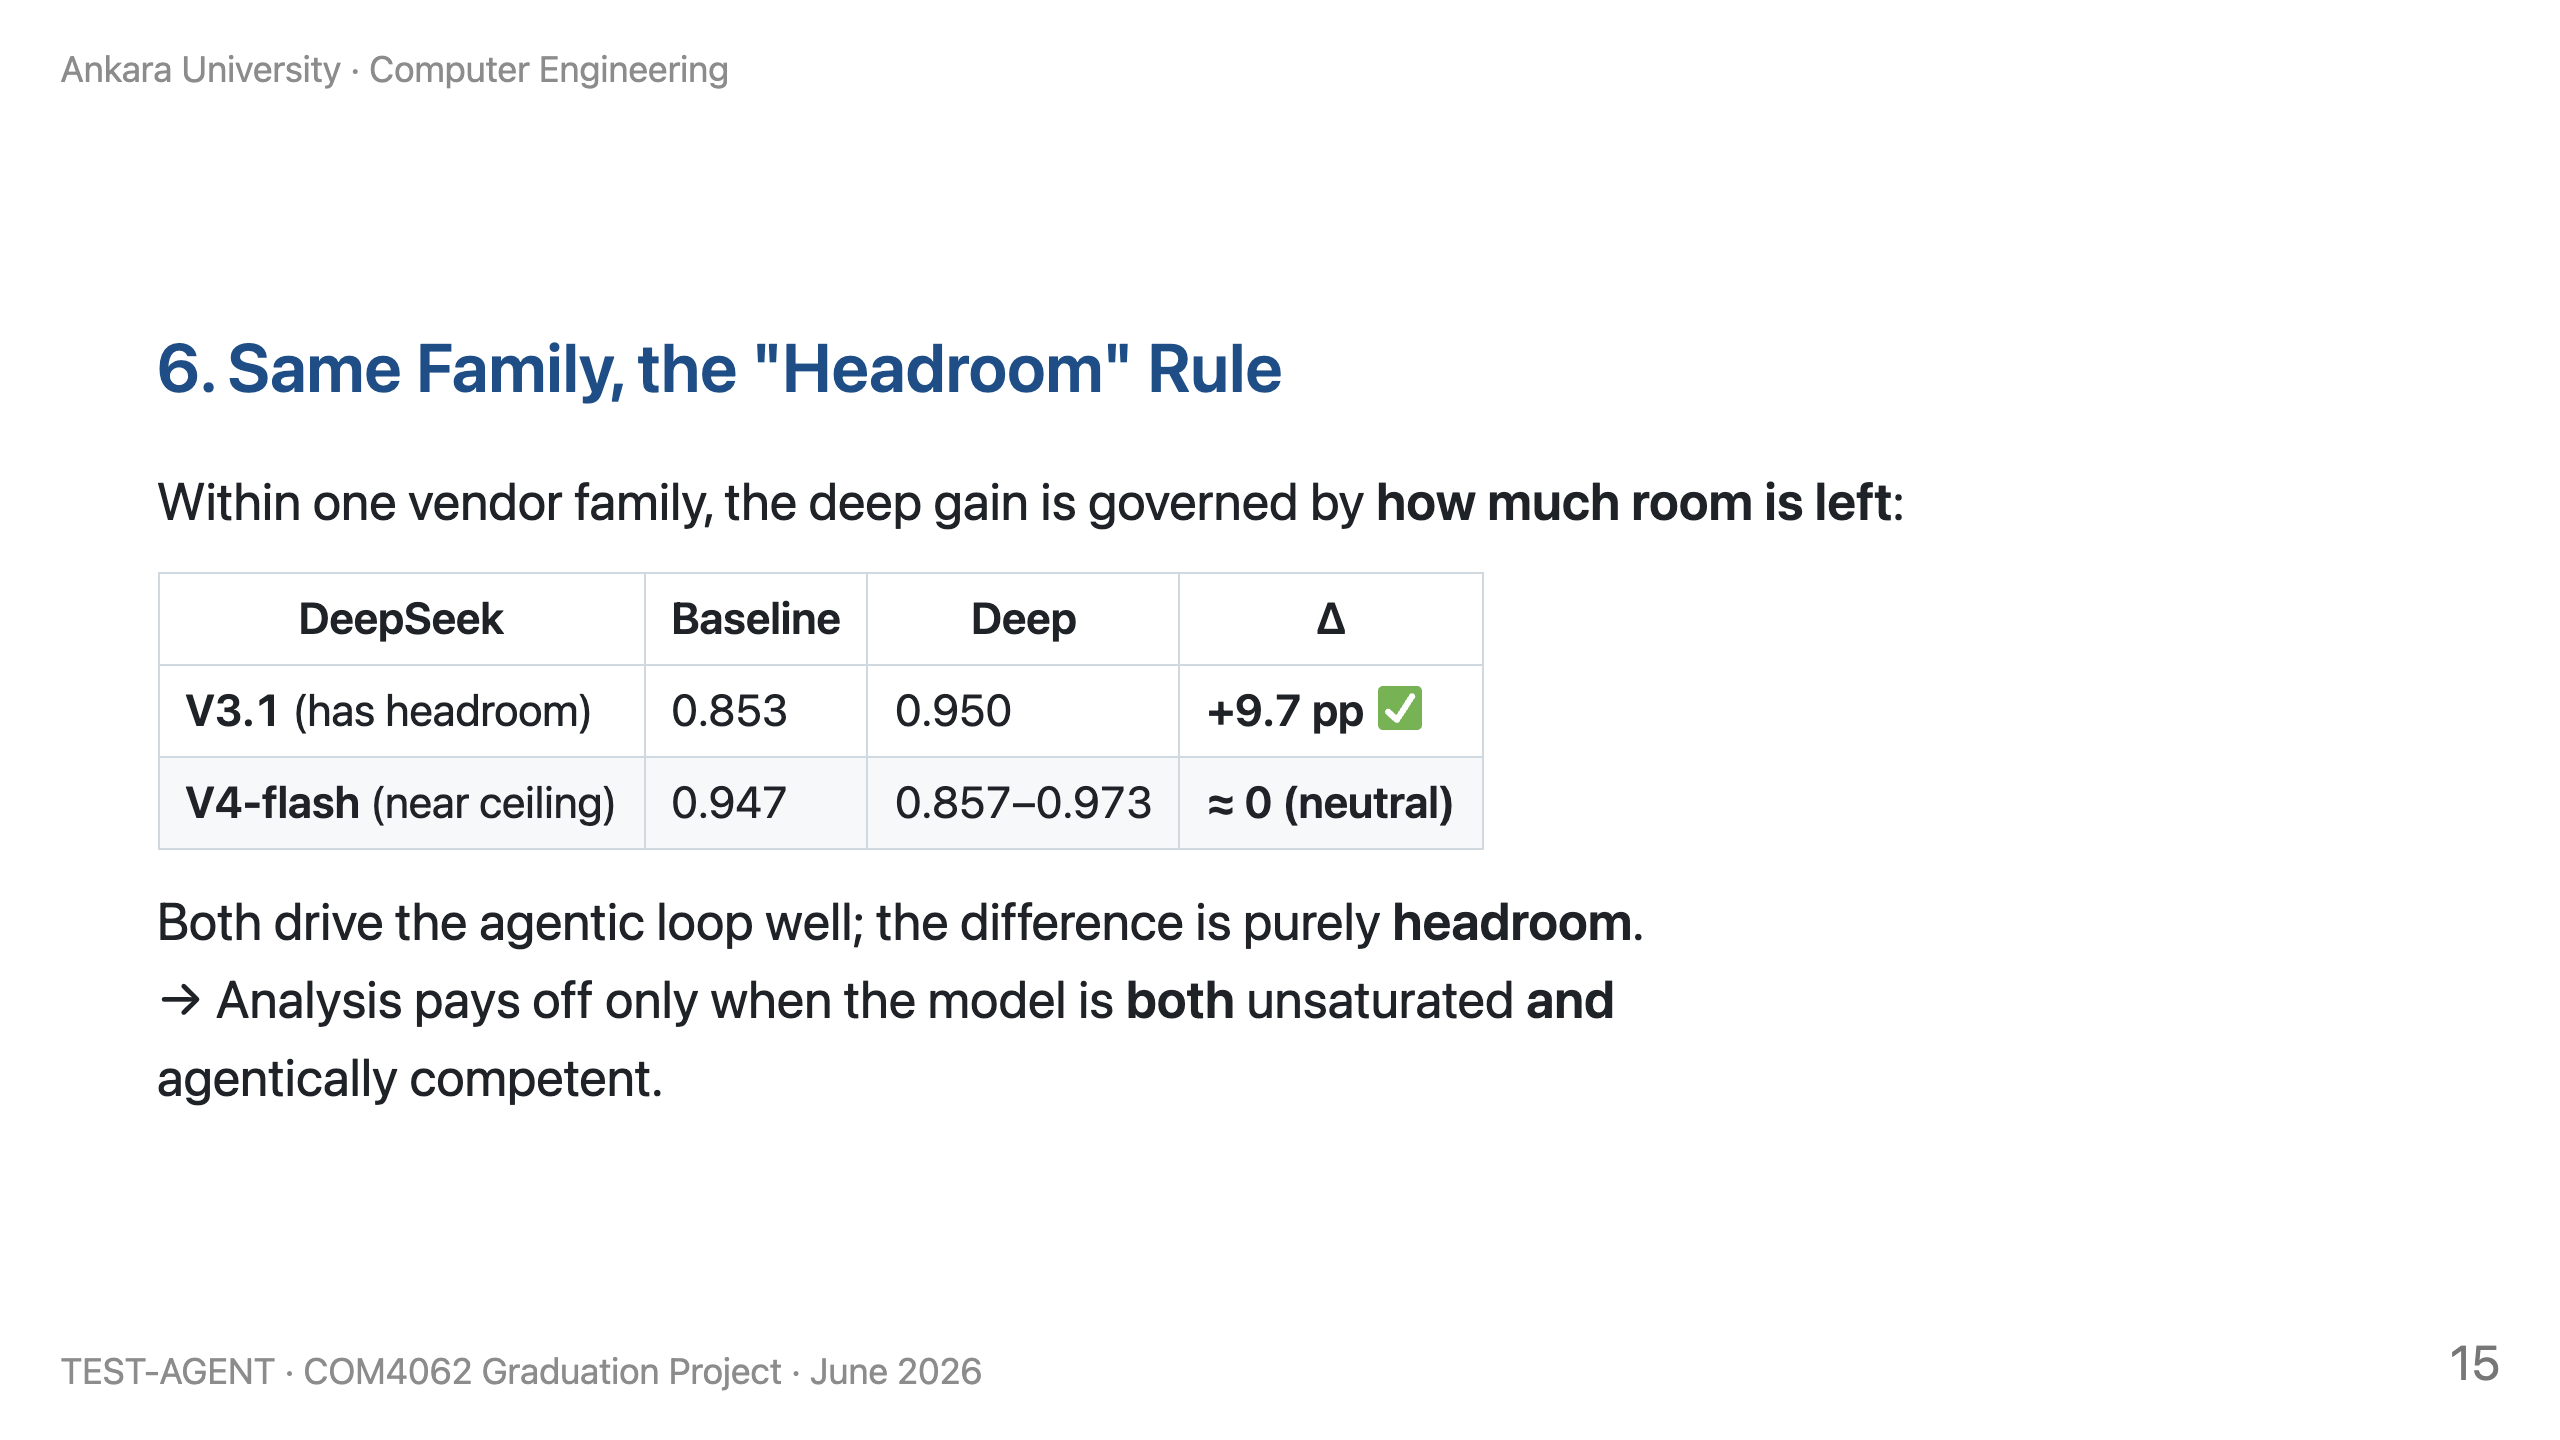 Ankara University · Computer Engineering
6. Same Family, the "Headroom" Rule
Within one vendor family, the deep gain is governed by how much room is left:
DeepSeek Baseline Deep Δ
V3.1 (has headroom) 0.853 0.950 +9.7 pp ✅
V4-flash (near ceiling) 0.947 0.857–0.973 ≈ 0 (neutral)
Both drive the agentic loop well; the difference is purely headroom.
→ Analysis pays off only when the model is both unsaturated and
agentically competent.
TEST-AGENT · COM4062 Graduation Project · June 2026
15